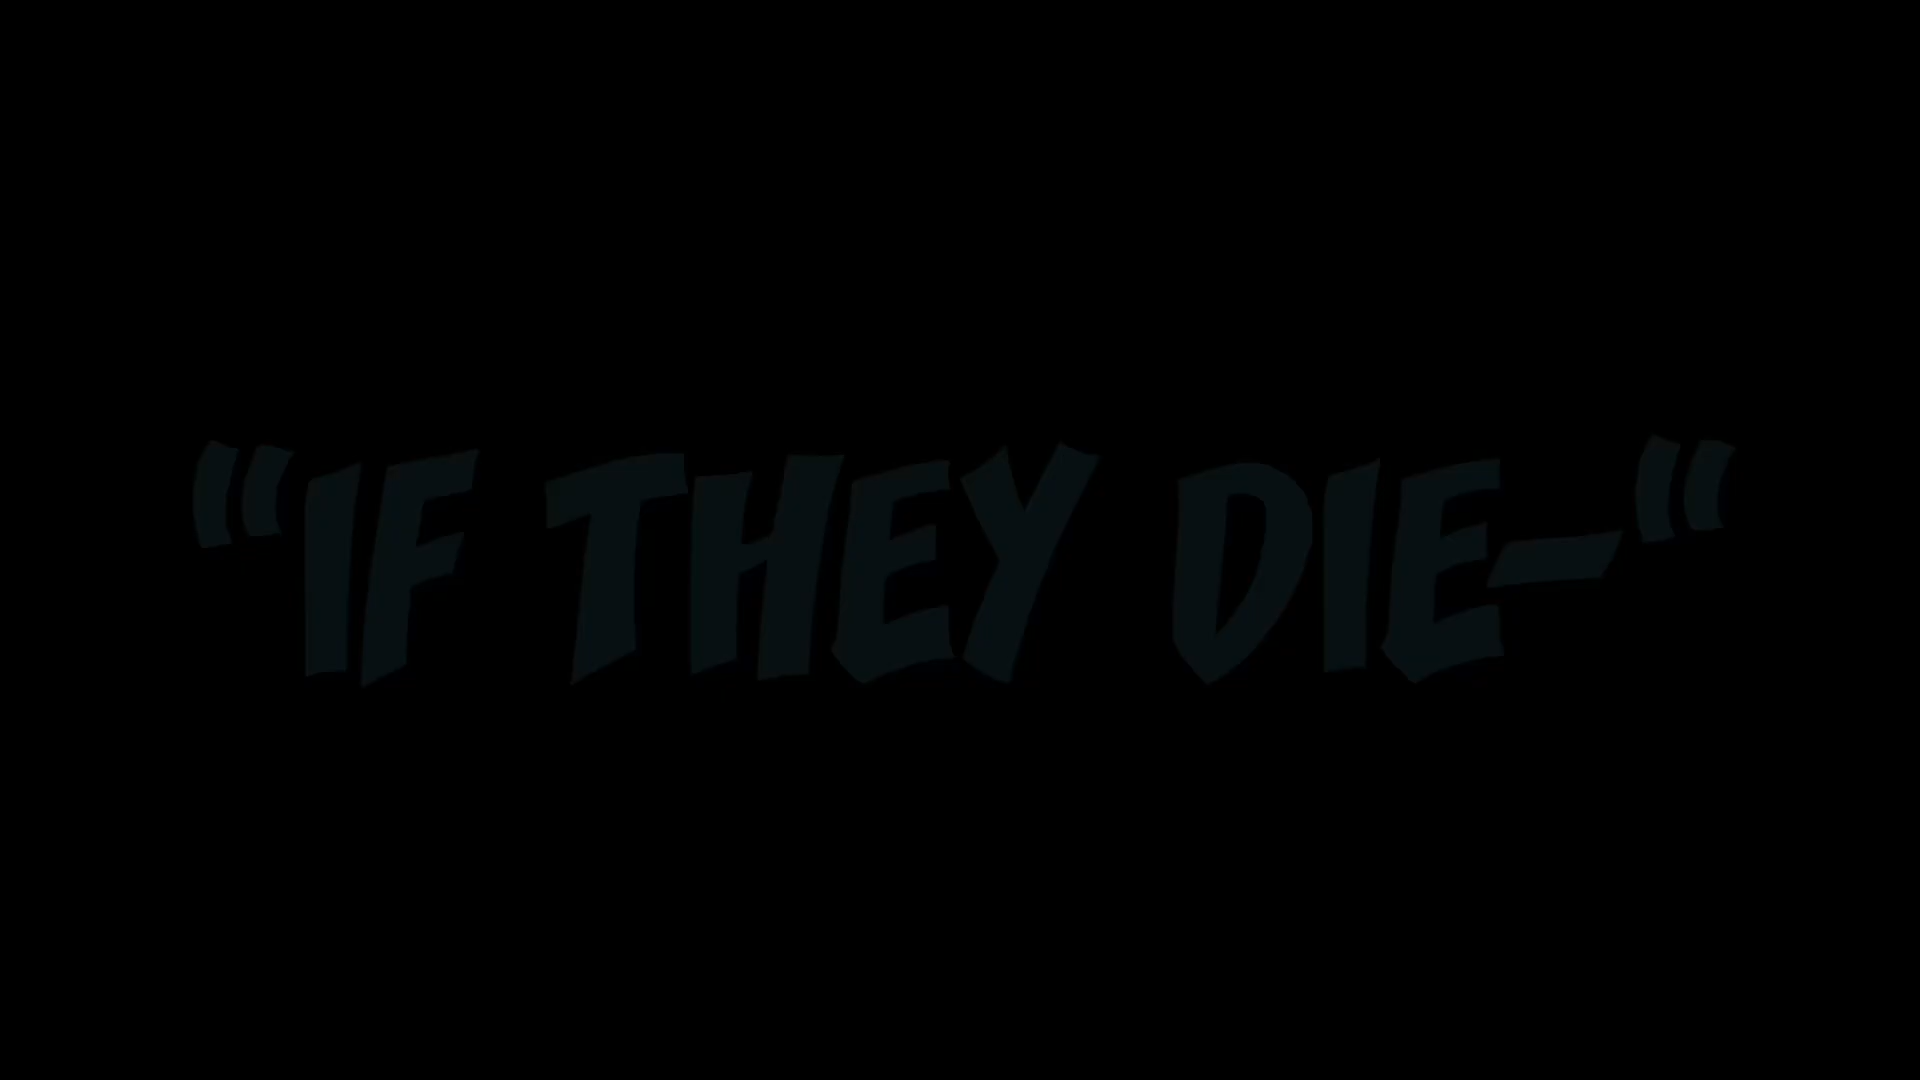 “IF THEY DIE–“